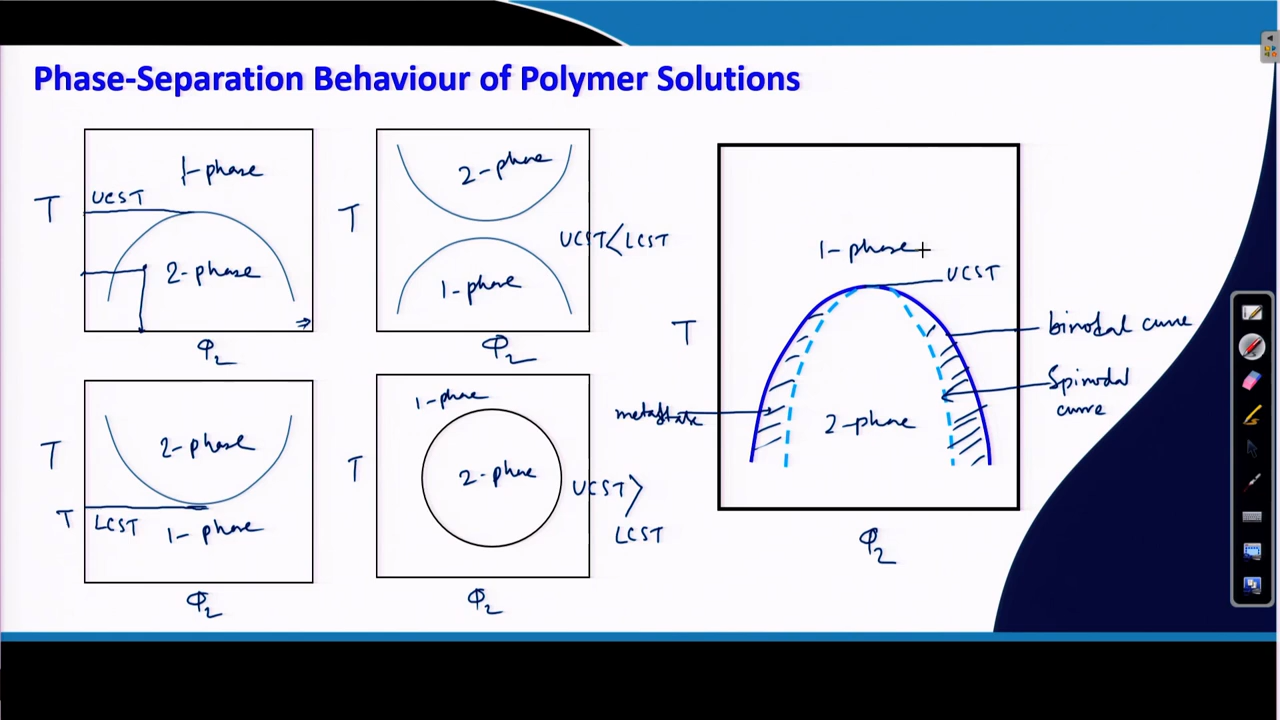 Phase-Separation Behaviour of Polymer Solutions
1-phase
UCST
T
2-phase
Φ2
2-phase
T
UCST<LCST
1-phase
Φ2
2-phase
T
T LCST
1-phase
Φ2
1-phase
T
2-phase
UCST>
LCST
Φ2
1-phase
UCST
T
binodal curve
Spinodal
curve
2-phase
Φ2